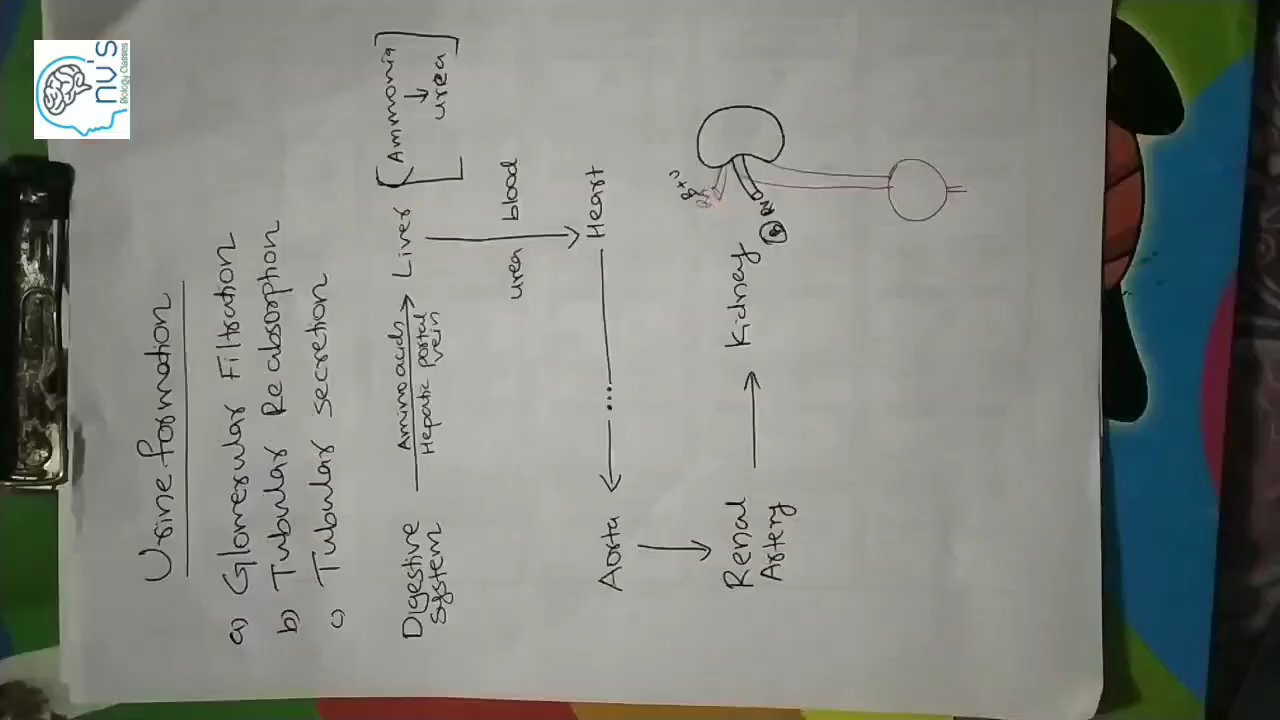 nv's
Biology Classes
Urine formation
a) Glomerular Filtration
b) Tubular Reabsorption
c) Tubular secretion
Digestive System
Amino acids
Hepatic portal vein
Liver
[Ammonia
↓
urea]
urea blood
Heart
Aorta
Renal Artery
Kidney